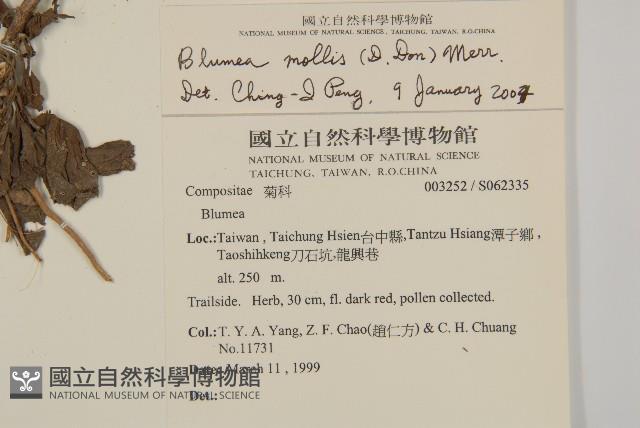 國立自然科學博物館
NATIONAL MUSEUM OF NATURAL SCIENCE, TAICHUNG, TAIWAN, R.O.CHINA
Blumea mollis (D. Don) Merr.
Det. Ching-I Peng, 9 January 2004
國立自然科學博物館
NATIONAL MUSEUM OF NATURAL SCIENCE
TAICHUNG, TAIWAN, R.O.CHINA
Compositae 菊科 003252 / S062335
Blumea
Loc.:Taiwan , Taichung Hsien台中縣,Tantzu Hsiang潭子鄉 ,
Taoshihkeng刀石坑,龍興巷
alt. 250 m.
Trailside. Herb, 30 cm, fl. dark red, pollen collected.
Col.:T. Y. A. Yang, Z. F. Chao(趙仁方) & C. H. Chuang
No.11731
Date:March 11 , 1999
Det.:
國立自然科學博物館
NATIONAL MUSEUM OF NATURAL SCIENCE